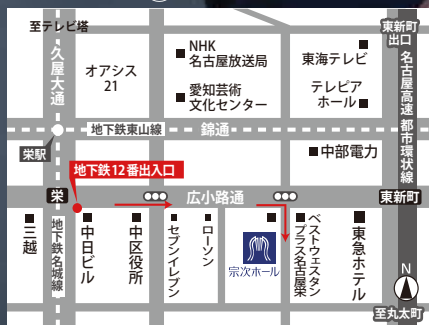 至テレビ塔
久屋大通
オアシス
21
NHK
名古屋放送局
愛知芸術
文化センター
東海テレビ
テレピア
ホール
東新町
出口
名古屋高速 都市環状線
地下鉄東山線
錦通
栄駅
中部電力
地下鉄12番出入口
栄
広小路通
東新町
三越
地下鉄名城線
中日ビル
中区役所
セブンイレブン
ローソン
宗次ホール
ベストウェスタン
プラス名古屋栄
東急ホテル
N
至丸太町